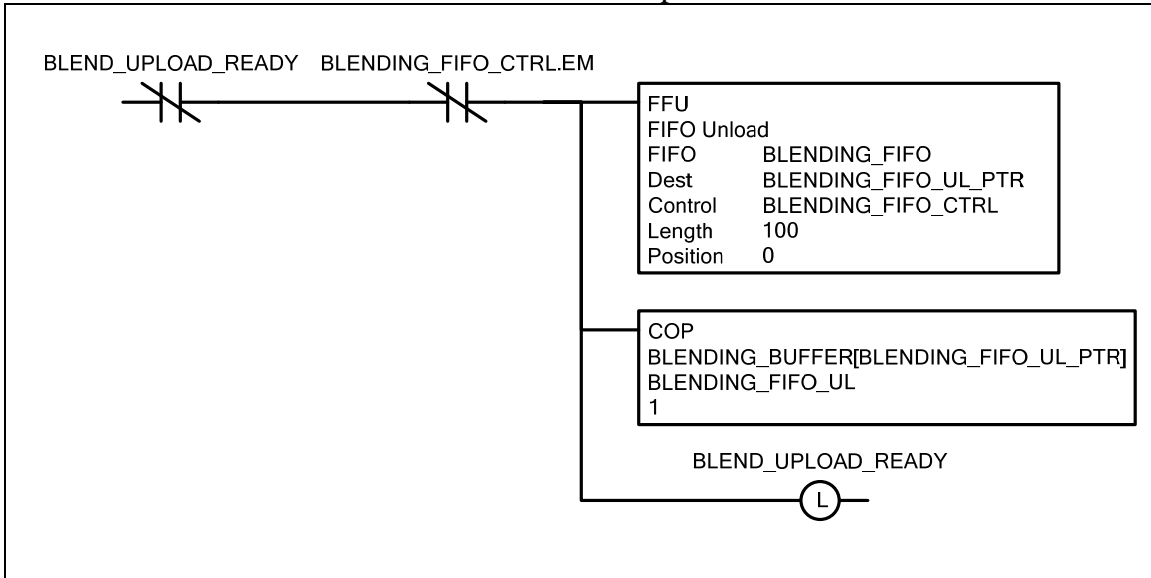 BLEND_UPLOAD_READY BLENDING_FIFO_CTRL.EM
FFU
FIFO Unload
FIFO BLENDING_FIFO
Dest BLENDING_FIFO_UL_PTR
Control BLENDING_FIFO_CTRL
Length 100
Position 0
COP
BLENDING_BUFFER[BLENDING_FIFO_UL_PTR]
BLENDING_FIFO_UL
1
BLEND_UPLOAD_READY
L